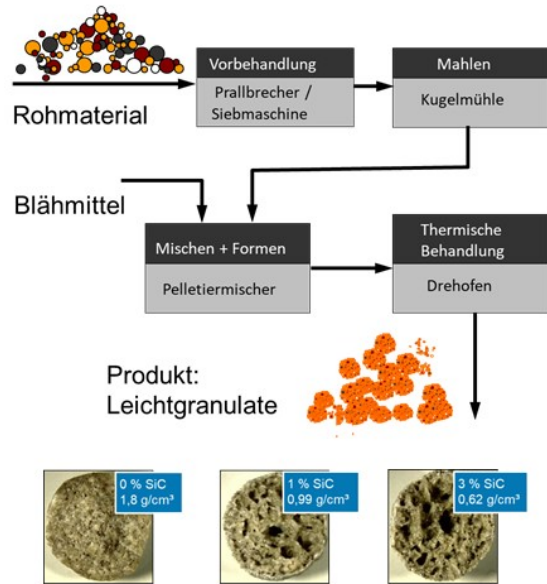 Vorbehandlung
Prallbrecher /
Siebmaschine
Mahlen
Kugelmühle
Rohmaterial
Blähmittel
Mischen + Formen
Pelletiermischer
Thermische
Behandlung
Drehofen
Produkt:
Leichtgranulate
0 % SiC
1,8 g/cm³
1 % SiC
0,99 g/cm³
3 % SiC
0,62 g/cm³